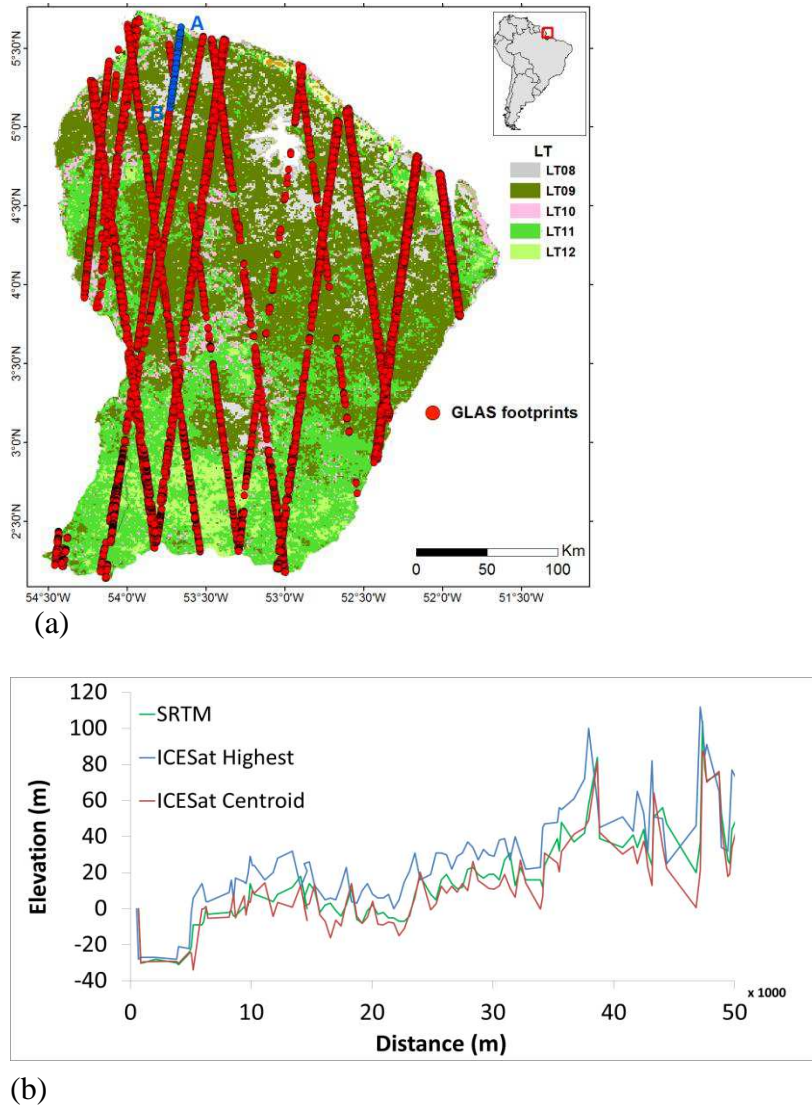 A
B
5°30'N
5°0'N
4°30'N
4°0'N
3°30'N
3°0'N
2°30'N
LT
LT08
LT09
LT10
LT11
LT12
GLAS footprints
Km
0 50 100
54°30'W 54°0'W 53°30'W 53°0'W 52°30'W 52°0'W 51°30'W
(a)
120
100
80
60
40
20
0
-20
-40
Elevation (m)
SRTM
ICESat Highest
ICESat Centroid
0 10 20 30 40 50
x 1000
Distance (m)
(b)